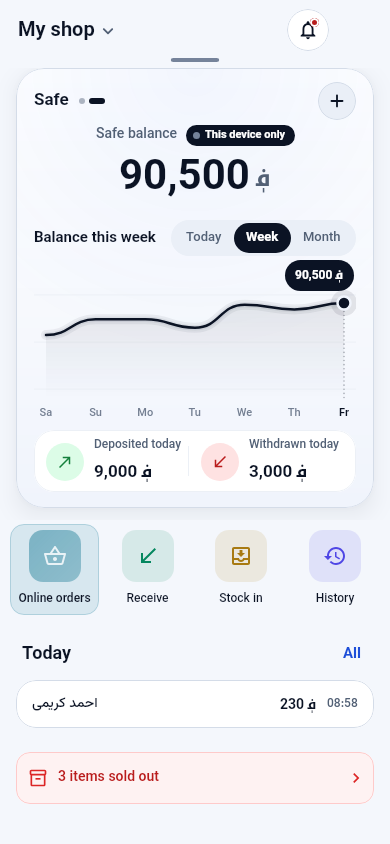 My shop
Safe
Safe balance This device only
90,500 ؋
Balance this week Today Week Month
90,500 ؋
Sa Su Mo Tu We Th Fr
Deposited today
9,000 ؋
Withdrawn today
3,000 ؋
Online orders Receive Stock in History
Today All
احمد کریمی 230 ؋ 08:58
3 items sold out